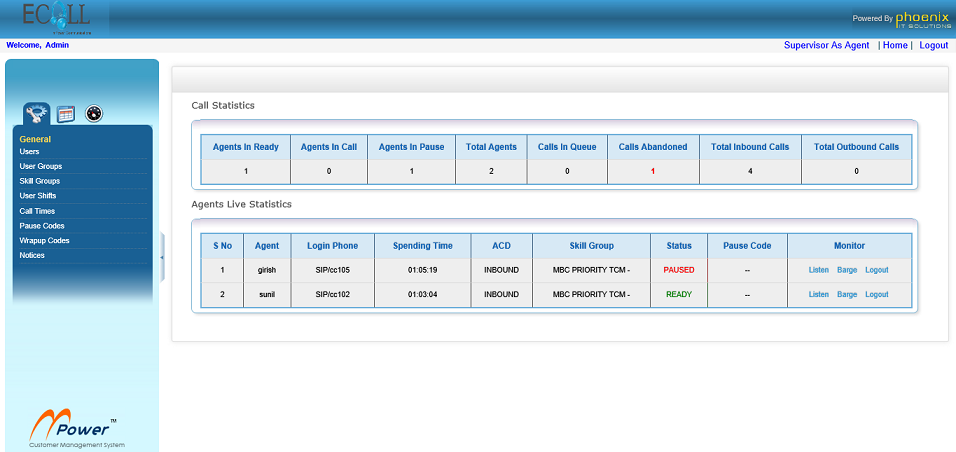 ECALL
Powered By phoenix
IT SOLUTIONS
Welcome, Admin
Supervisor As Agent | Home | Logout
General
Users
User Groups
Skill Groups
User Shifts
Call Times
Pause Codes
Wrapup Codes
Notices
Call Statistics
Agents In Ready Agents In Call Agents In Pause Total Agents Calls In Queue Calls Abandoned Total Inbound Calls Total Outbound Calls
1 0 1 2 0 1 4 0
Agents Live Statistics
S No Agent Login Phone Spending Time ACD Skill Group Status Pause Code Monitor
1 girish SIP/cc105 01:05:19 INBOUND MBC PRIORITY TCM - PAUSED -- Listen Barge Logout
2 sunil SIP/cc102 01:03:04 INBOUND MBC PRIORITY TCM - READY -- Listen Barge Logout
MPower™
Customer Management System